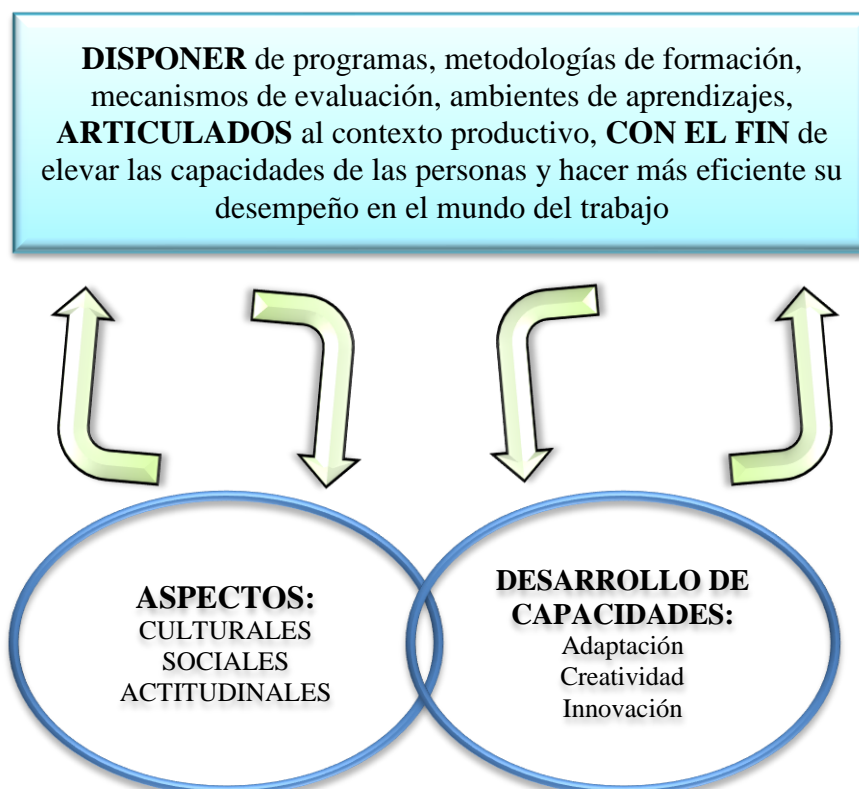 DISPONER de programas, metodologías de formación,
mecanismos de evaluación, ambientes de aprendizajes,
ARTICULADOS al contexto productivo, CON EL FIN de
elevar las capacidades de las personas y hacer más eficiente su
desempeño en el mundo del trabajo
ASPECTOS:
CULTURALES
SOCIALES
ACTITUDINALES
DESARROLLO DE
CAPACIDADES:
Adaptación
Creatividad
Innovación